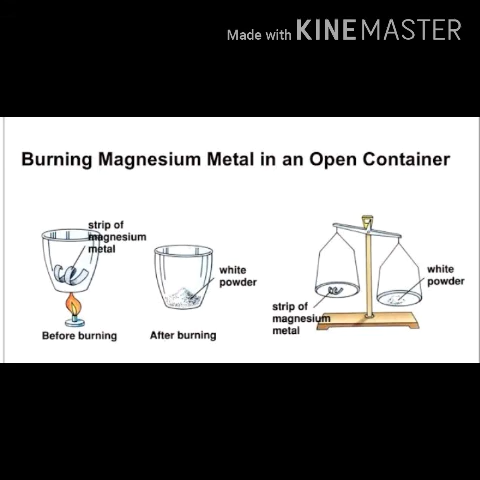 Made with KINEMASTER
Burning Magnesium Metal in an Open Container
strip of
magnesium
metal
white
powder
Before burning
After burning
strip of
magnesium
metal
white
powder